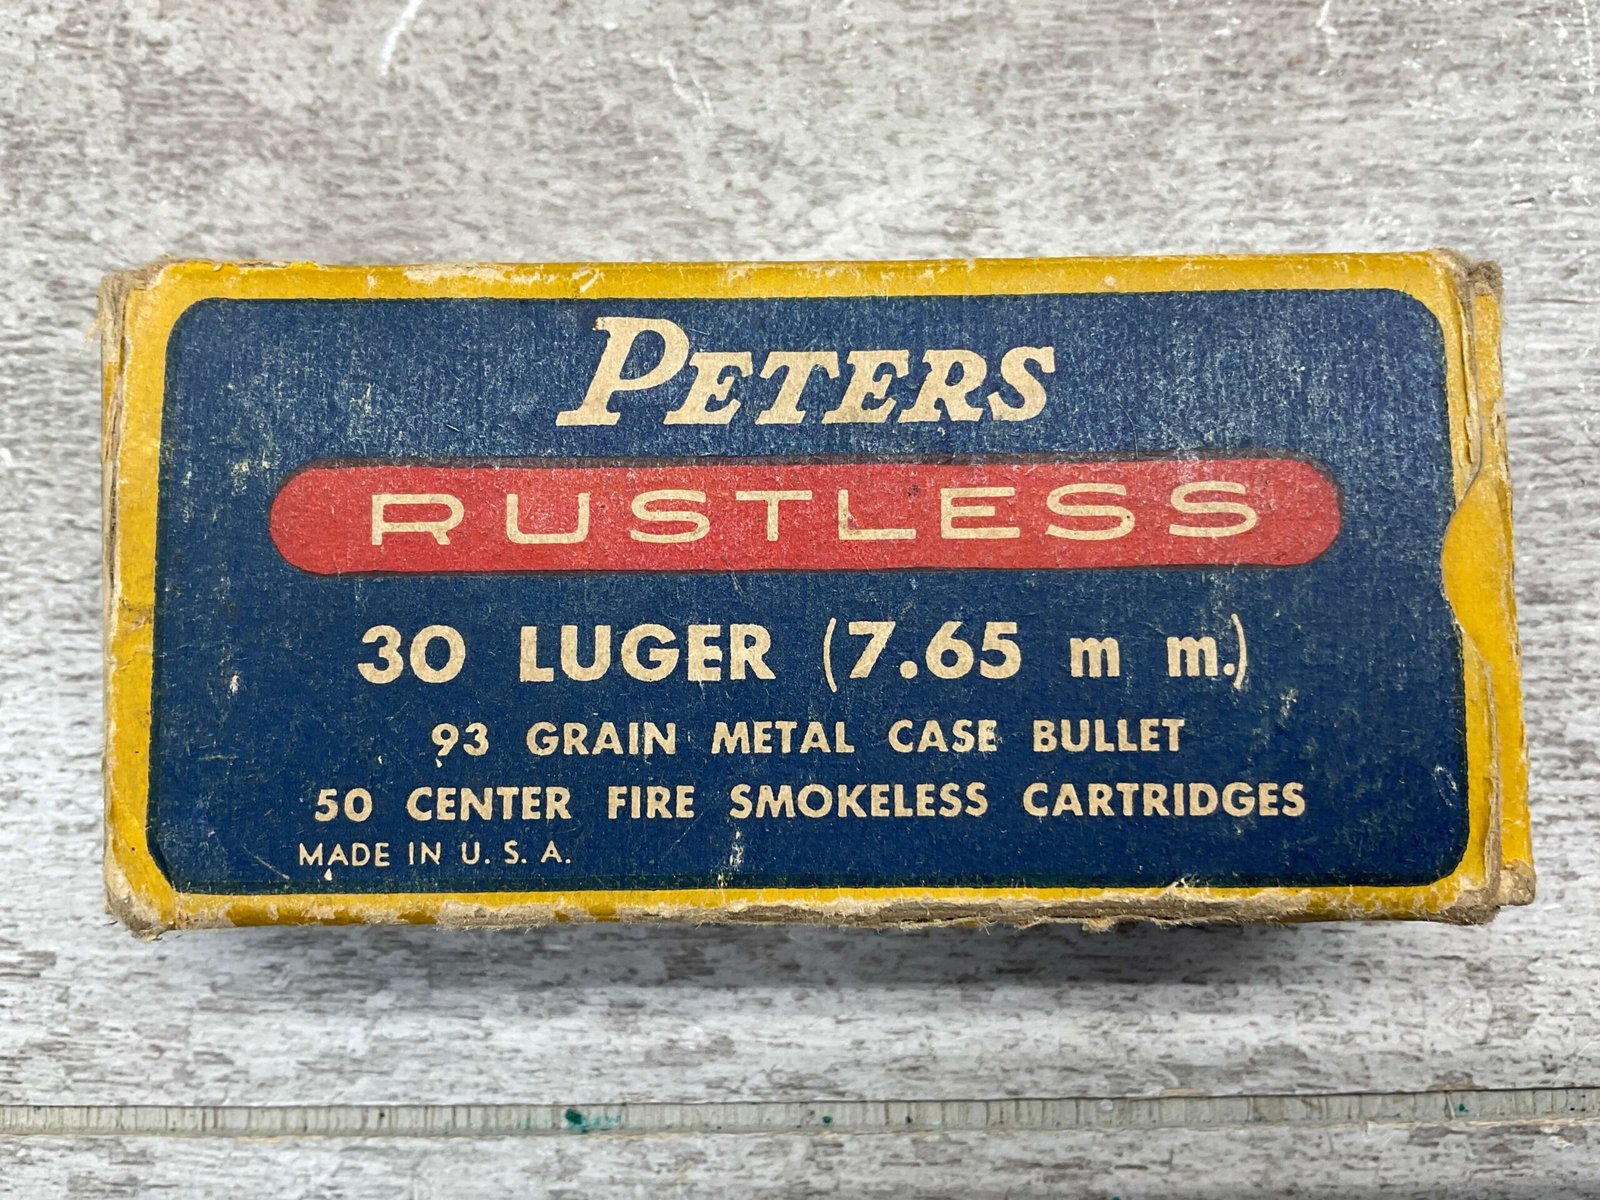 PETERS
RUSTLESS
30 LUGER (7.65 m m.)
93 GRAIN METAL CASE BULLET
50 CENTER FIRE SMOKELESS CARTRIDGES
MADE IN U. S. A.